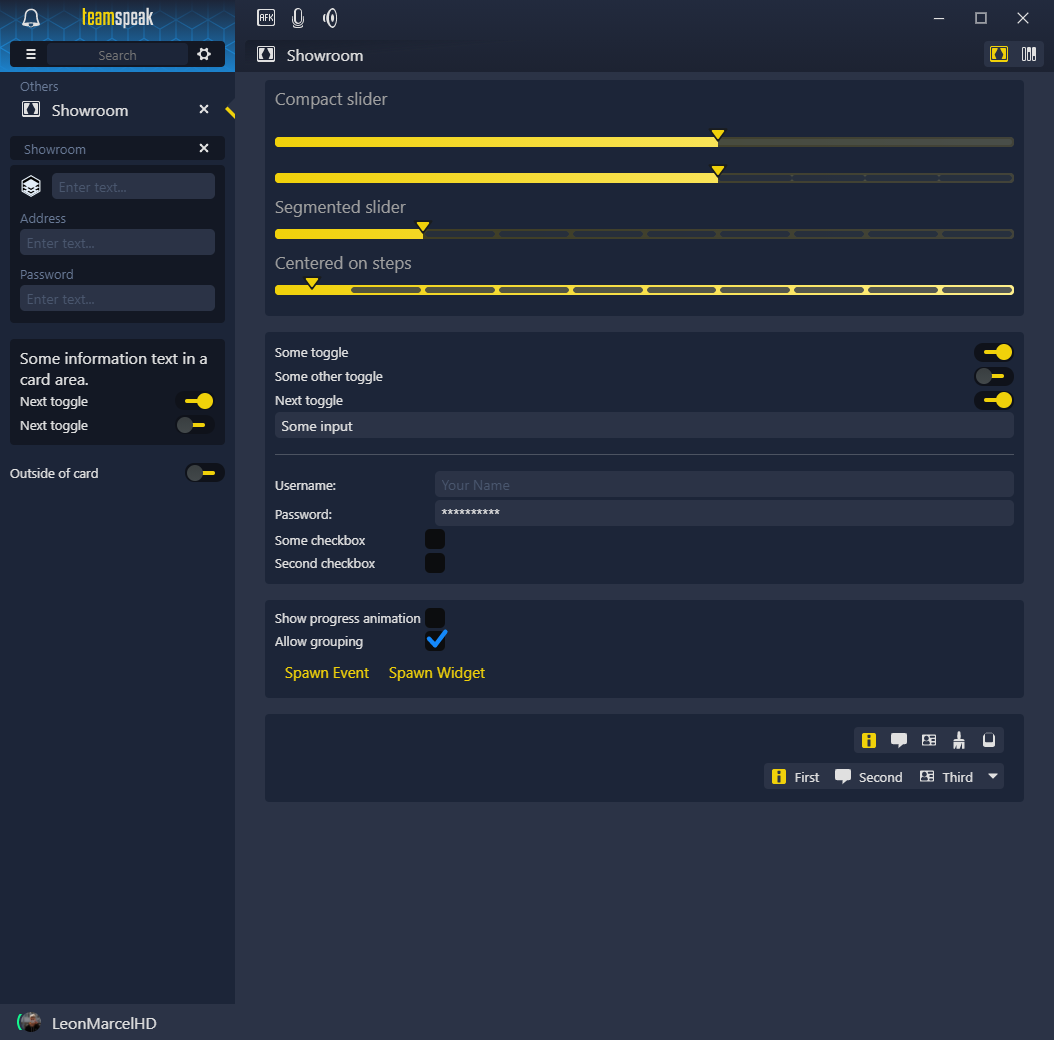 teamspeak
AFK
Search
Showroom
Others
Showroom
Showroom
Enter text...
Address
Enter text...
Password
Enter text...
Some information text in a
card area.
Next toggle
Next toggle
Outside of card
Compact slider
Segmented slider
Centered on steps
Some toggle
Some other toggle
Next toggle
Some input
Username: Your Name
Password: **********
Some checkbox
Second checkbox
Show progress animation
Allow grouping
Spawn Event Spawn Widget
First Second Third
LeonMarcelHD